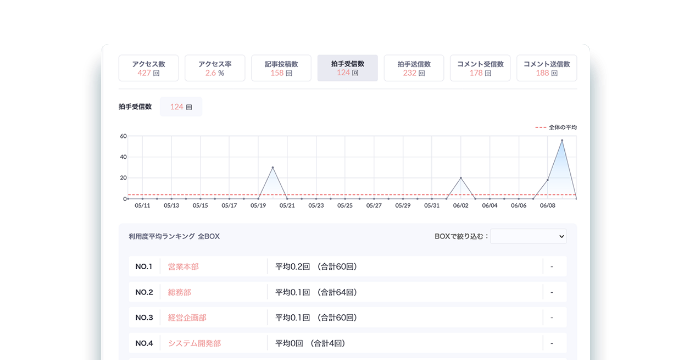 アクセス数 アクセス率 記事投稿数 拍手受信数 拍手送信数 コメント受信数 コメント送信数
427 回 2.6 % 158 回 124 回 232 回 178 回 188 回
拍手受信数 124 回
全体の平均
60
40
20
0
05/11 05/13 05/15 05/17 05/19 05/21 05/23 05/25 05/27 05/29 05/31 06/02 06/04 06/06 06/08
利用度平均ランキング 全BOX BOXで絞り込む：
NO.1 営業本部 平均0.2回 （合計60回） -
NO.2 総務部 平均0.1回 （合計64回） -
NO.3 経営企画部 平均0.1回 （合計60回） -
NO.4 システム開発部 平均0回 （合計4回） -